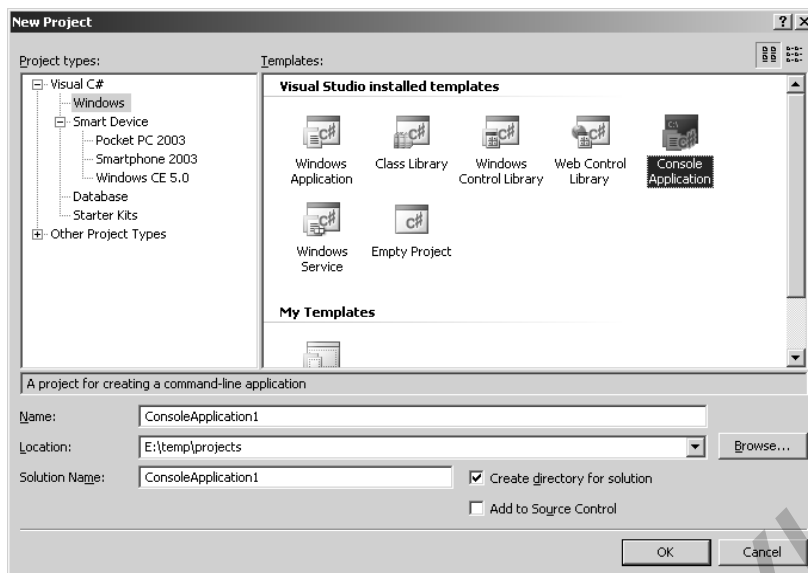 New Project
Project types:
Templates:
Visual C#
Windows
Smart Device
Pocket PC 2003
Smartphone 2003
Windows CE 5.0
Database
Starter Kits
Other Project Types
Visual Studio installed templates
Windows Application
Class Library
Windows Control Library
Web Control Library
Console Application
Windows Service
Empty Project
My Templates
A project for creating a command-line application
Name:
ConsoleApplication1
Location:
E:\temp\projects
Browse...
Solution Name:
ConsoleApplication1
Create directory for solution
Add to Source Control
OK
Cancel